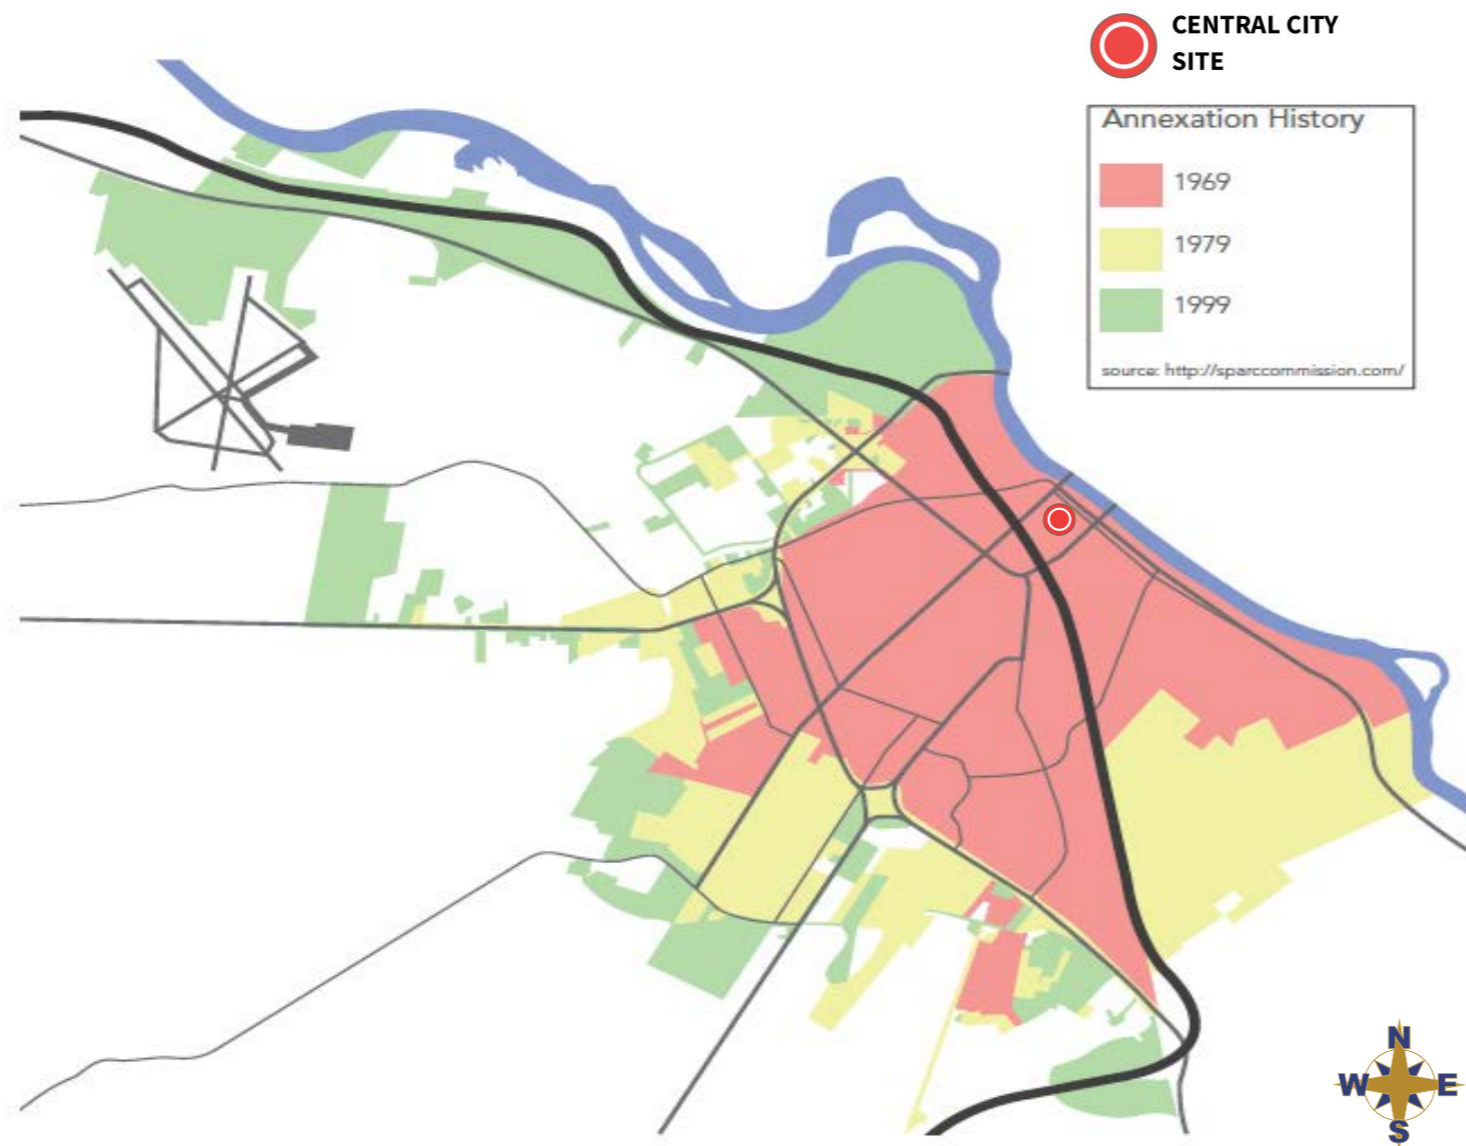 CENTRAL CITY
SITE
Annexation History
1969
1979
1999
source: http://sparccommission.com/
N
W E
S